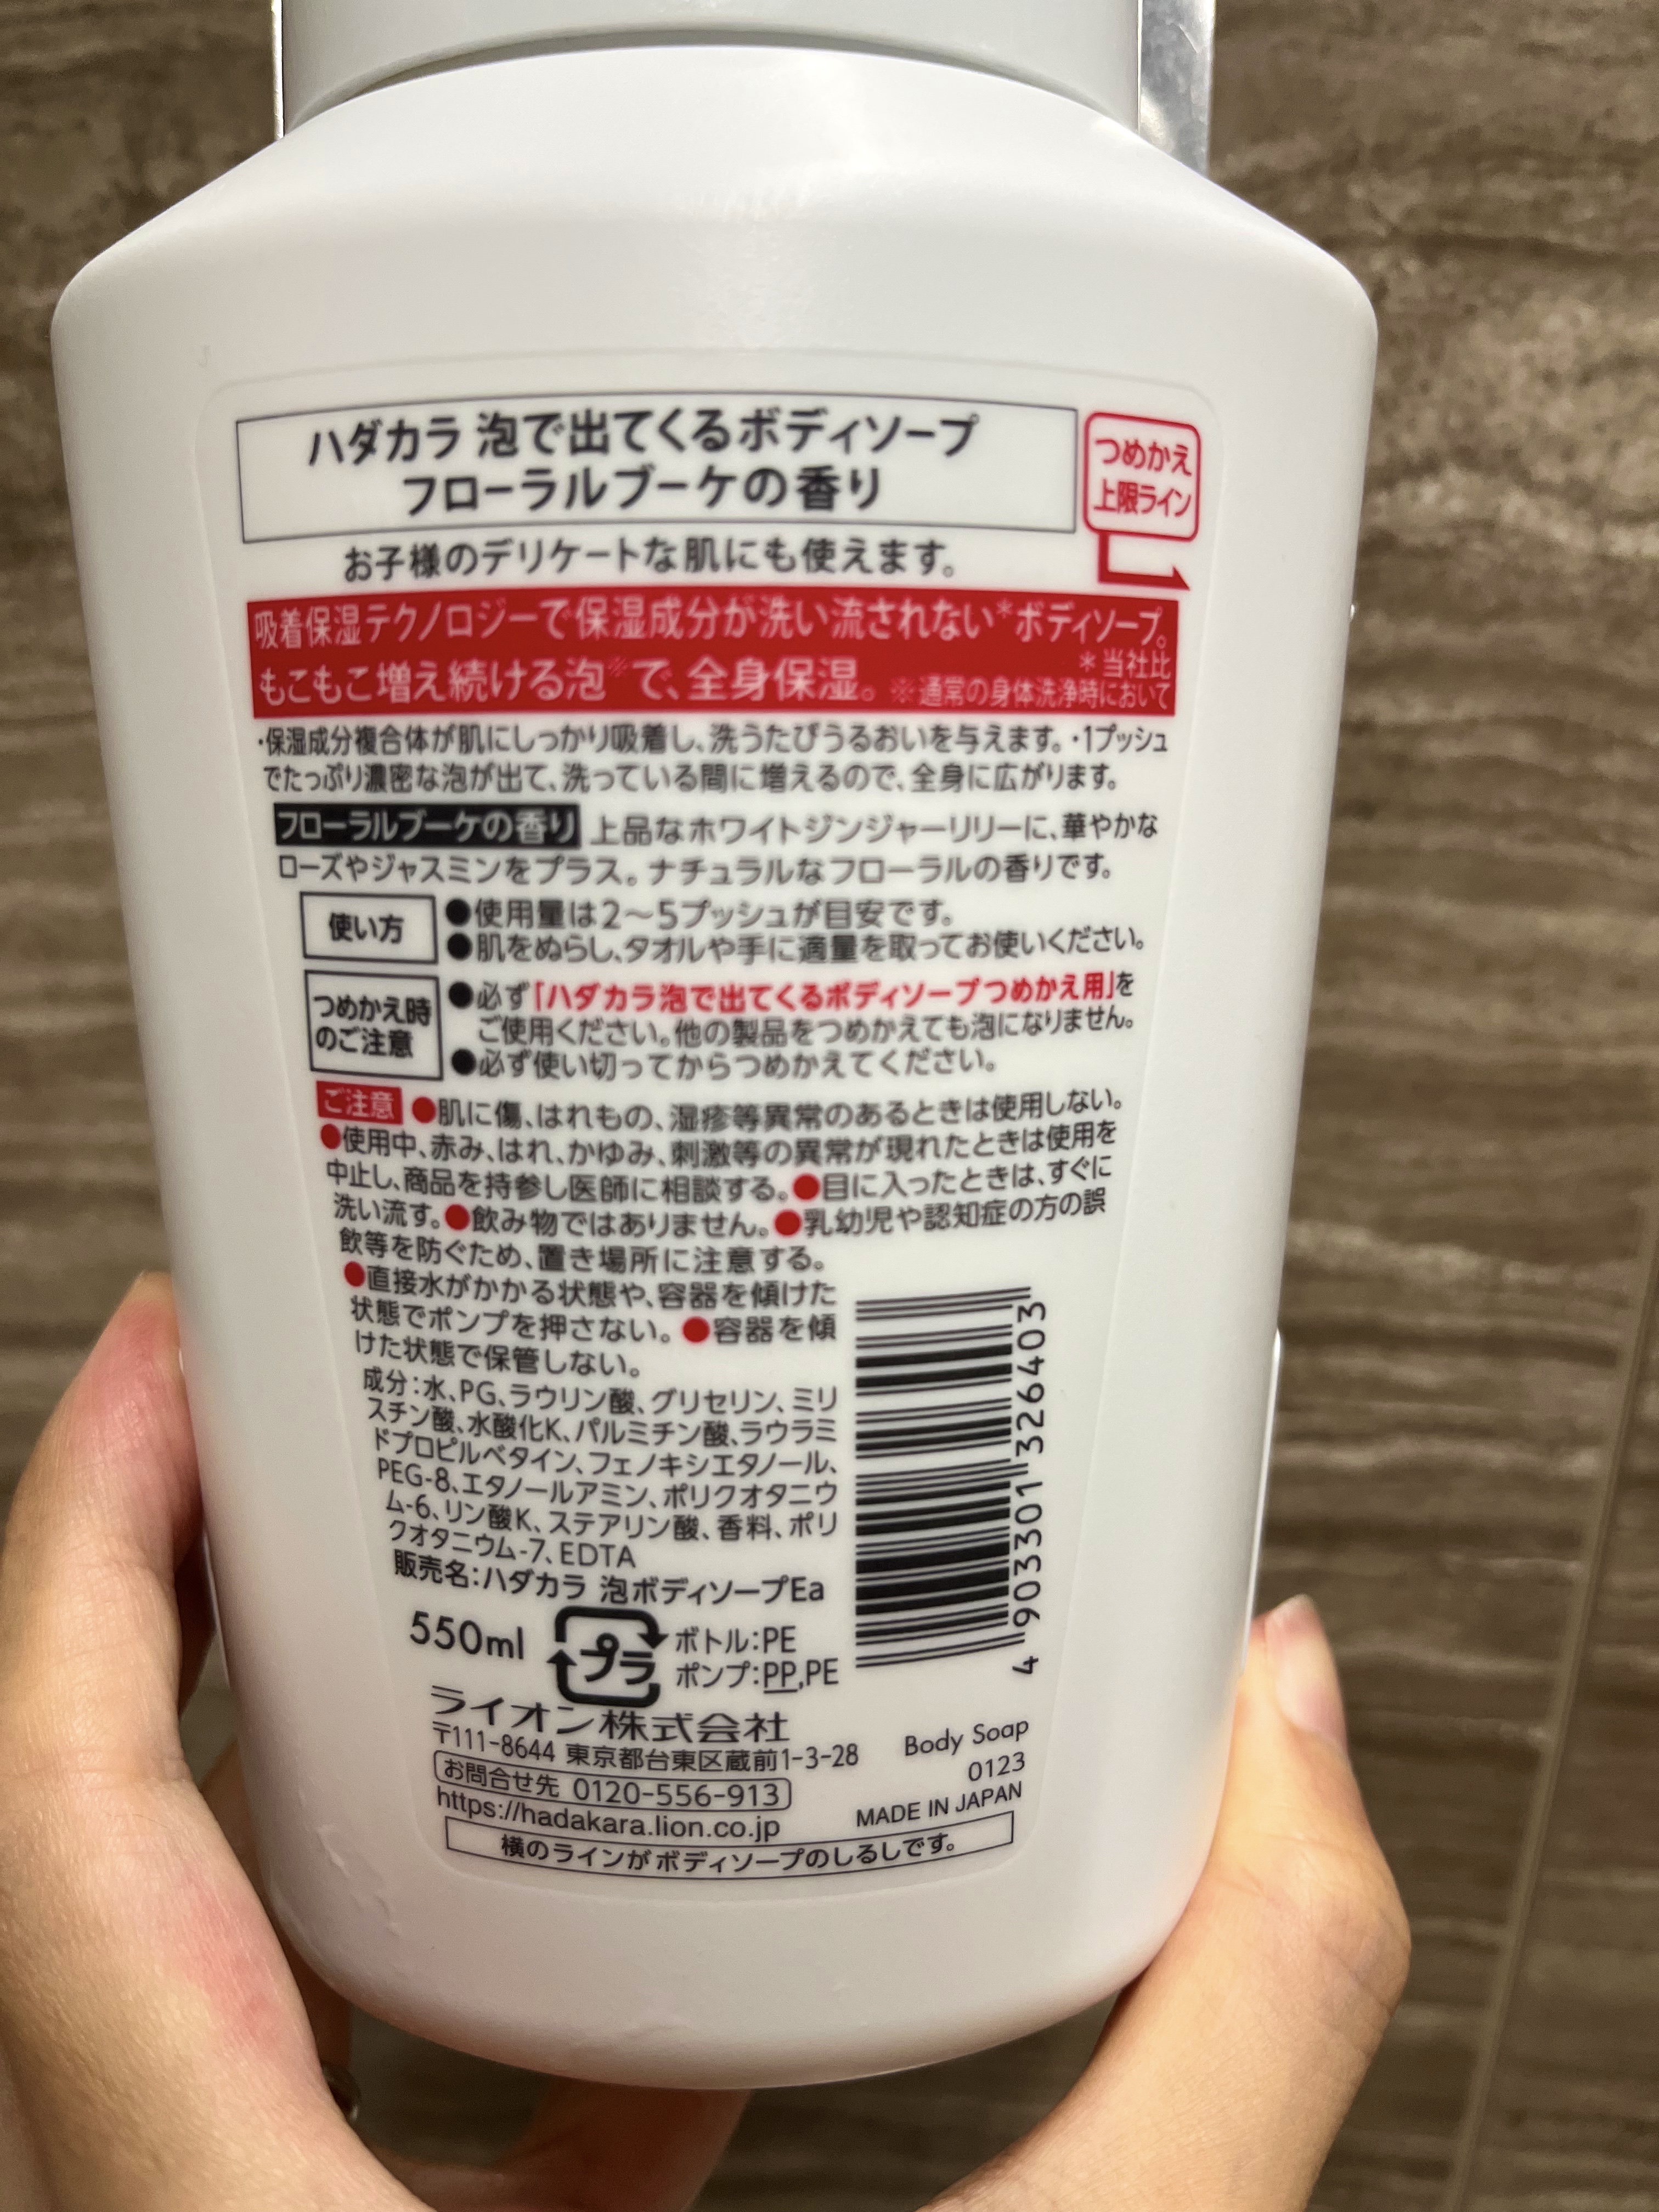 ハダカラ 泡で出てくるボディソープ
フローラルブーケの香り
つめかえ
上限ライン
お子様のデリケートな肌にも使えます。
吸着保湿テクノロジーで保湿成分が洗い流されない*ボディソープ。
もこもこ増え続ける泡※で、全身保湿。
*当社比
※通常の身体洗浄時において
・保湿成分複合体が肌にしっかり吸着し、洗うたびうるおいを与えます。・1プッシュ
でたっぷり濃密な泡が出て、洗っている間に増えるので、全身に広がります。
フローラルブーケの香り 上品なホワイトジンジャーリリーに、華やかな
ローズやジャスミンをプラス。ナチュラルなフローラルの香りです。
使い方
●使用量は2～5プッシュが目安です。
●肌をぬらし、タオルや手に適量を取ってお使いください。
つめかえ時
のご注意
●必ず「ハダカラ泡で出てくるボディソープつめかえ用」を
ご使用ください。他の製品をつめかえても泡になりません。
●必ず使い切ってからつめかえてください。
ご注意 ●肌に傷、はれもの、湿疹等異常のあるときは使用しない。
●使用中、赤み、はれ、かゆみ、刺激等の異常が現れたときは使用を
中止し、商品を持参し医師に相談する。●目に入ったときは、すぐに
洗い流す。●飲み物ではありません。●乳幼児や認知症の方の誤
飲等を防ぐため、置き場所に注意する。
●直接水がかかる状態や、容器を傾けた
状態でポンプを押さない。●容器を傾
けた状態で保管しない。
成分：水、PG、ラウリン酸、グリセリン、ミリ
スチン酸、水酸化K、パルミチン酸、ラウラミ
ドプロピルベタイン、フェノキシエタノール、
PEG-8、エタノールアミン、ポリクオタニウ
ム-6、リン酸K、ステアリン酸、香料、ポリ
クオタニウム-7、EDTA
販売名：ハダカラ 泡ボディソープEa
4 903301 326403
550ml
プラ
ボトル：PE
ポンプ：PP,PE
ライオン株式会社
〒111-8644 東京都台東区蔵前1-3-28
お問合せ先 0120-556-913
https://hadakara.lion.co.jp
Body Soap
0123
MADE IN JAPAN
横のラインがボディソープのしるしです。